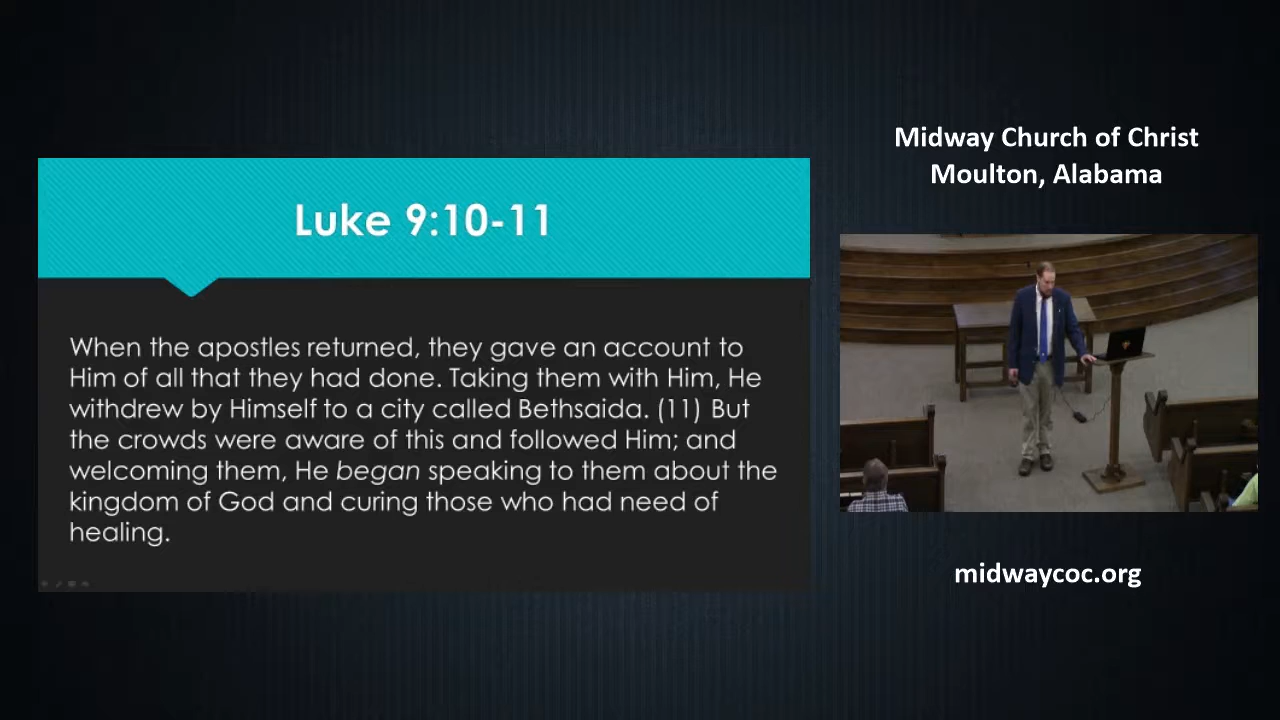 Luke 9:10-11
When the apostles returned, they gave an account to
Him of all that they had done. Taking them with Him, He
withdrew by Himself to a city called Bethsaida. (11) But
the crowds were aware of this and followed Him; and
welcoming them, He began speaking to them about the
kingdom of God and curing those who had need of
healing.
Midway Church of Christ
Moulton, Alabama
midwaycoc.org